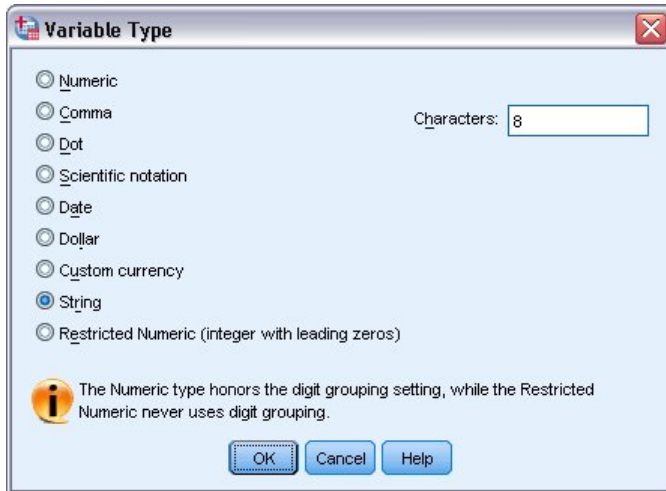 Variable Type
Numeric
Comma
Characters: 8
Dot
Scientific notation
Date
Dollar
Custom currency
String
Restricted Numeric (integer with leading zeros)
The Numeric type honors the digit grouping setting, while the Restricted
Numeric never uses digit grouping.
OK Cancel Help